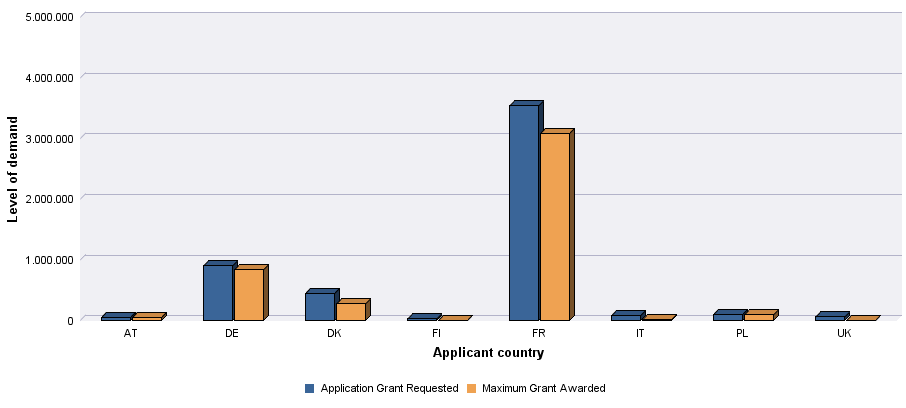 5.000.000
4.000.000
3.000.000
2.000.000
1.000.000
0
Level of demand
AT DE DK FI FR IT PL UK
Applicant country
Application Grant Requested Maximum Grant Awarded